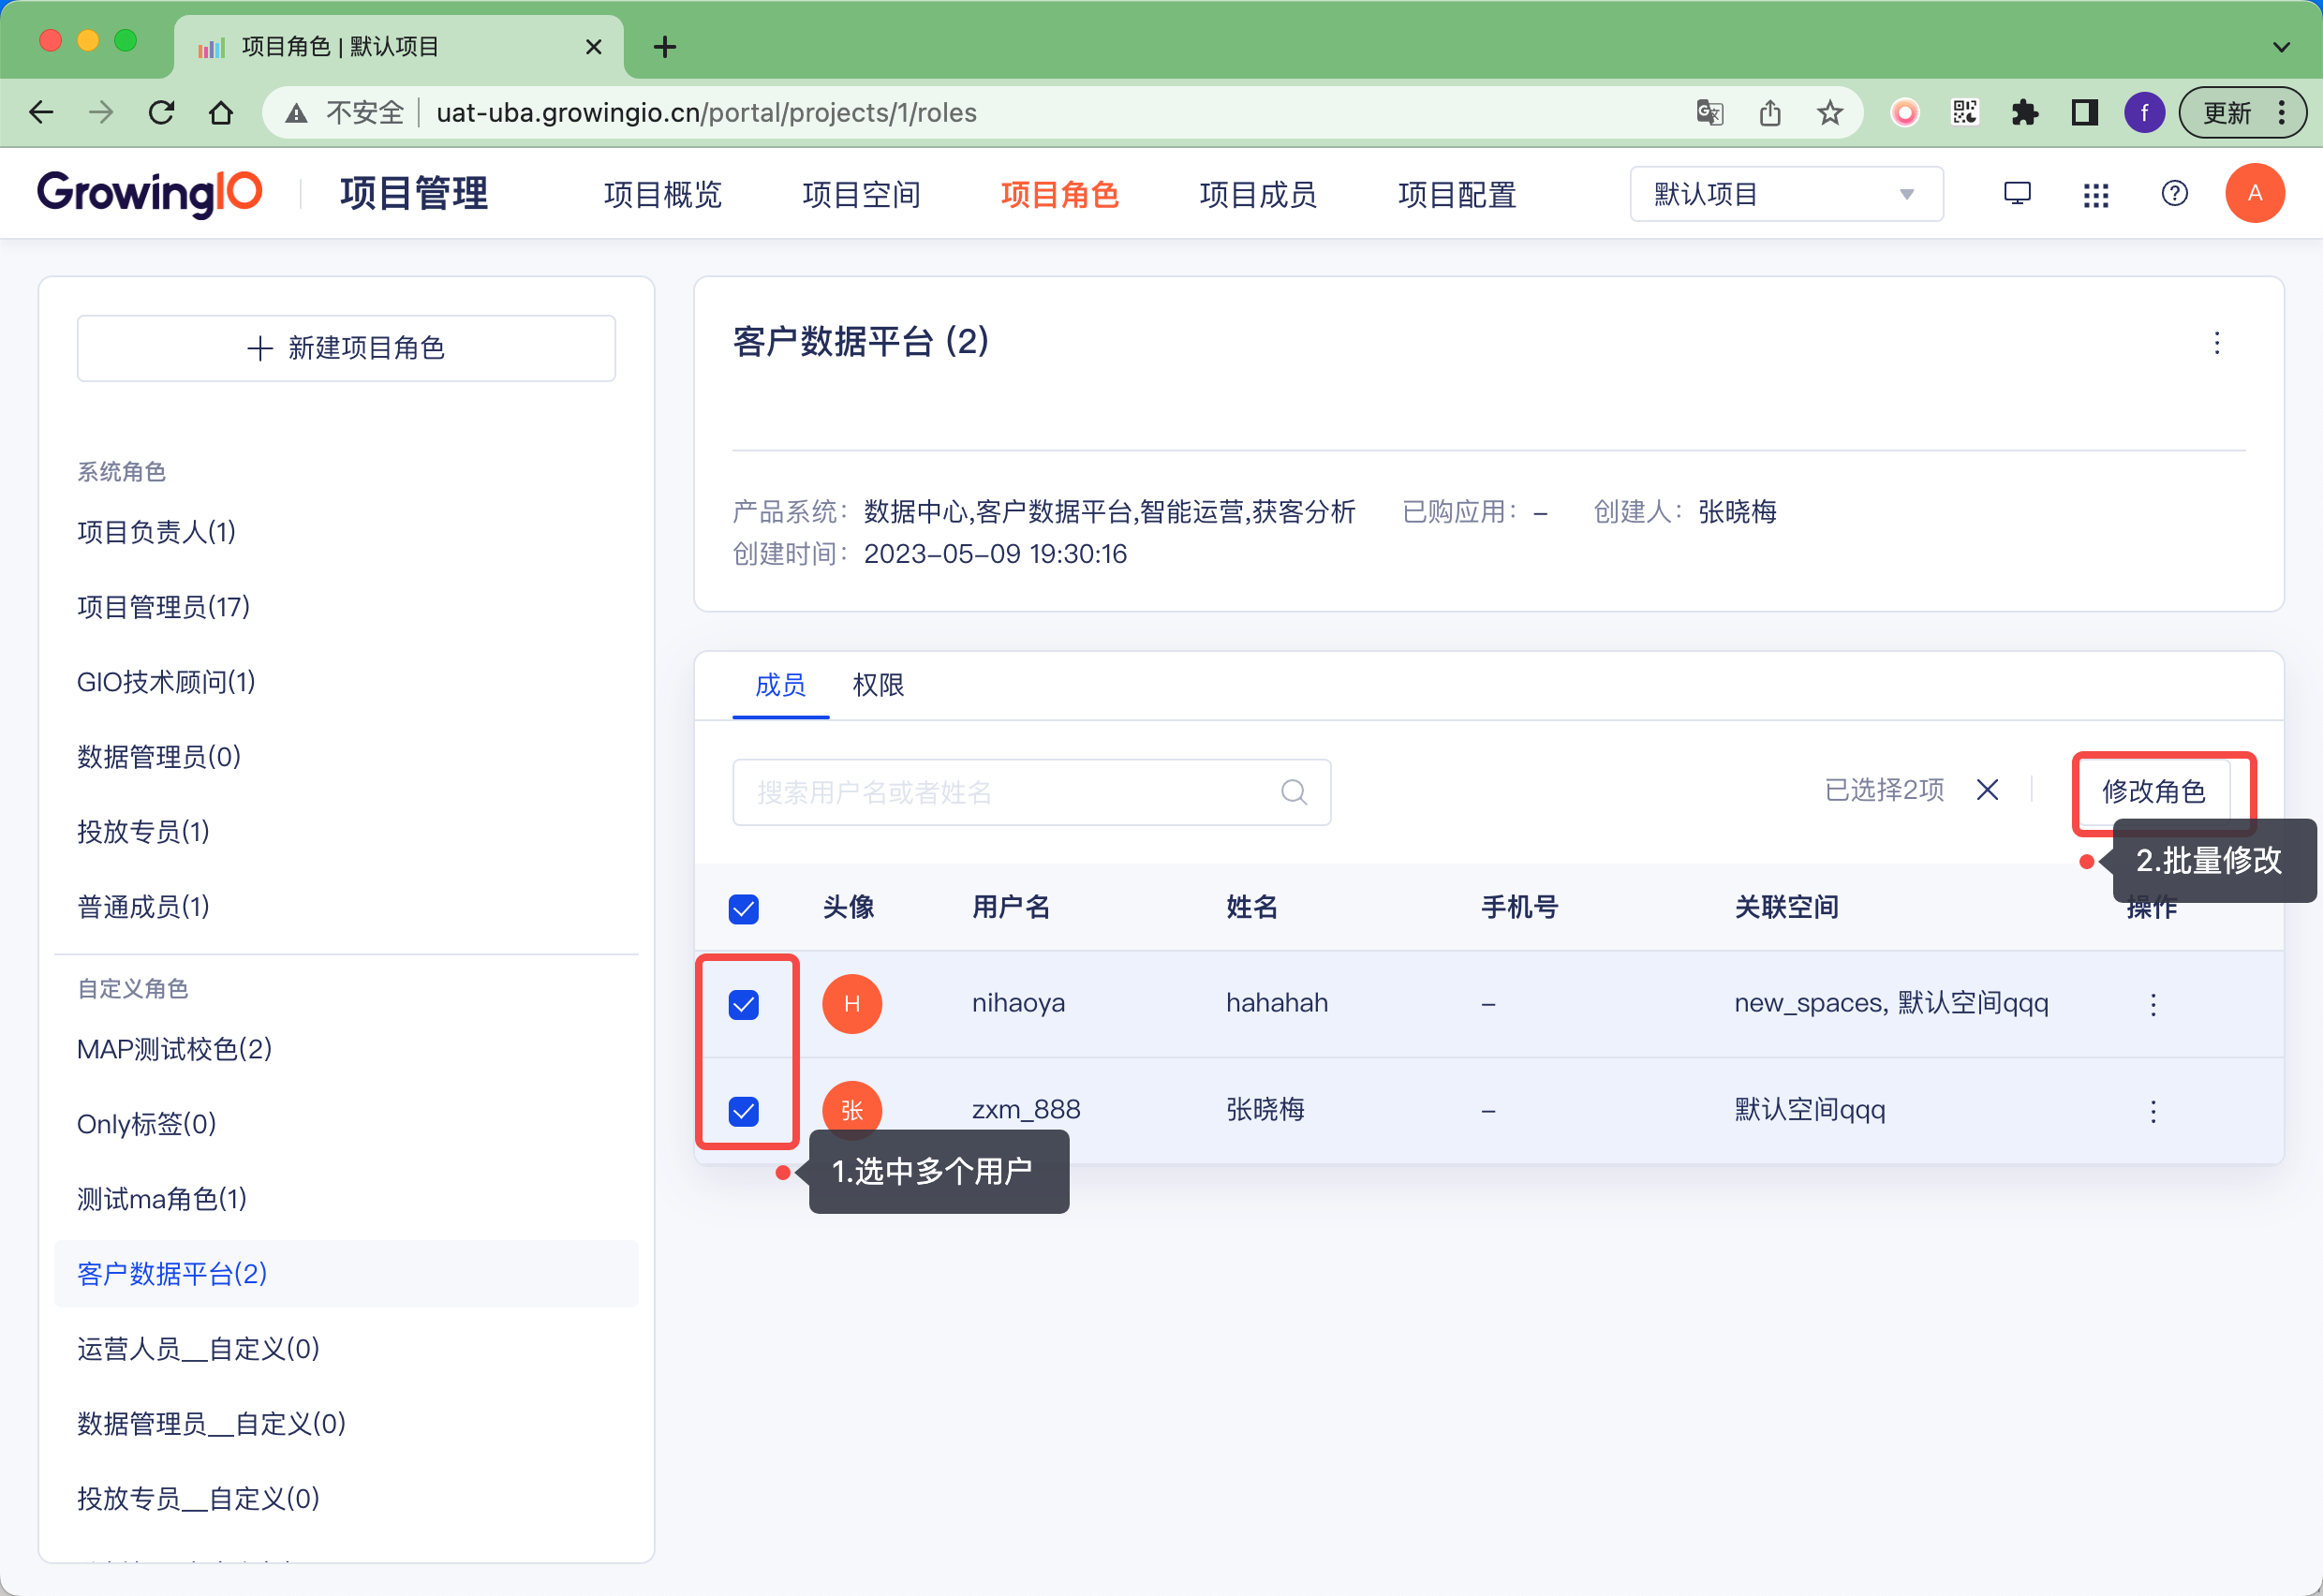 项目角色 | 默认项目
不安全 uat-uba.growingio.cn/portal/projects/1/roles
f 更新
GrowingIO 项目管理 项目概览 项目空间 项目角色 项目成员 项目配置 默认项目 A
新建项目角色
系统角色
项目负责人(1)
项目管理员(17)
GIO技术顾问(1)
数据管理员(0)
投放专员(1)
普通成员(1)
自定义角色
MAP测试校色(2)
Only标签(0)
测试ma角色(1)
客户数据平台(2)
运营人员__自定义(0)
数据管理员__自定义(0)
投放专员__自定义(0)
客户数据平台 (2)
产品系统： 数据中心,客户数据平台,智能运营,获客分析 已购应用： – 创建人： 张晓梅
创建时间： 2023-05-09 19:30:16
成员 权限
搜索用户名或者姓名 已选择2项 修改角色
2.批量修改
头像 用户名 姓名 手机号 关联空间 操作
H nihaoya hahahah – new_spaces, 默认空间qqq
张 zxm_888 张晓梅 – 默认空间qqq
1.选中多个用户